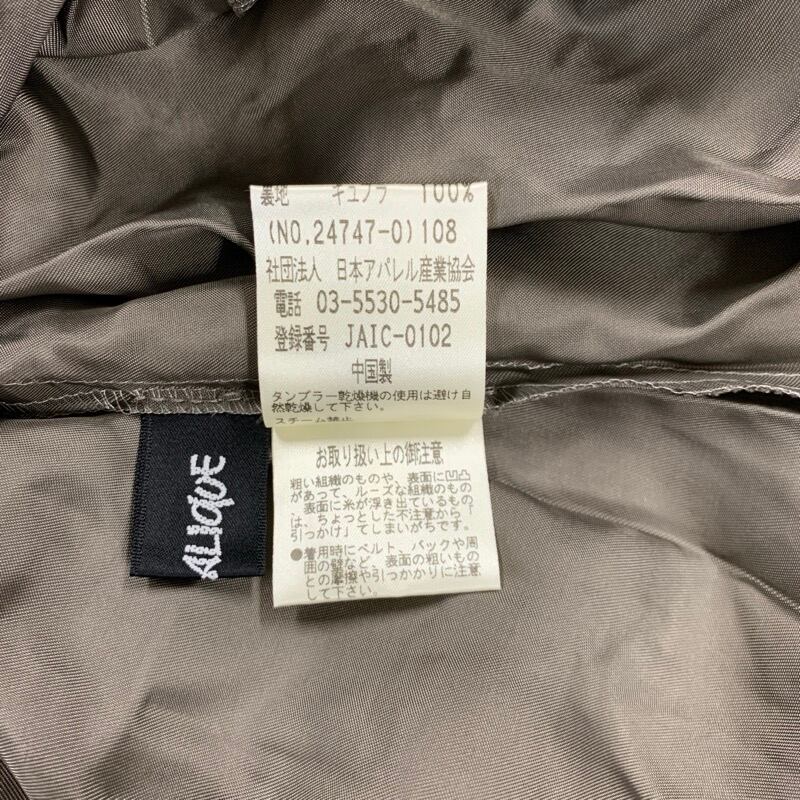 裏地 キュプラ 100%
(NO.24747-0)108
社団法人 日本アパレル産業協会
電話 03-5530-5485
登録番号 JAIC-0102
中国製
タンブラー乾燥機の使用は避け自
然乾燥して下さい。
スチーム禁止
お取り扱い上の御注意
粗い組織のものや、表面に凹凸
があって、ルーズな組織のもの
、表面に糸が浮き出ているもの
は、ちょっとした不注意から「
引っかけ」てしまいがちです。
●着用時にベルト、バックや周
囲の壁など、表面の粗いもの
との摩擦や引っかかりに注意
して下さい。
ALIQUE